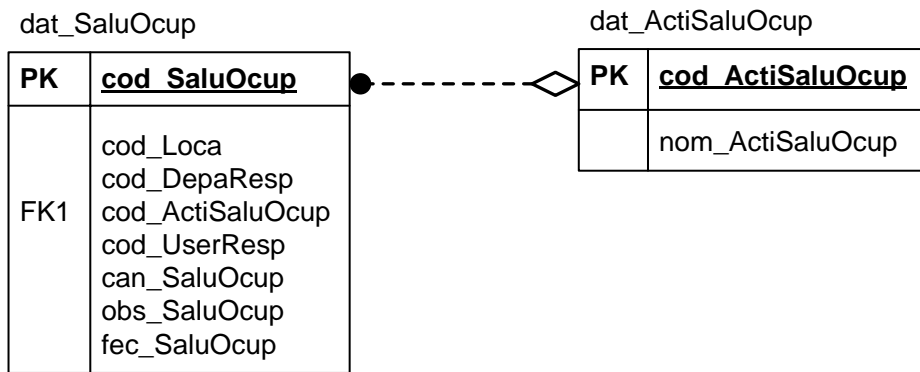 dat_SaluOcup
PK cod_SaluOcup
cod_Loca
cod_DepaResp
FK1 cod_ActiSaluOcup
cod_UserResp
can_SaluOcup
obs_SaluOcup
fec_SaluOcup
dat_ActiSaluOcup
PK cod_ActiSaluOcup
nom_ActiSaluOcup